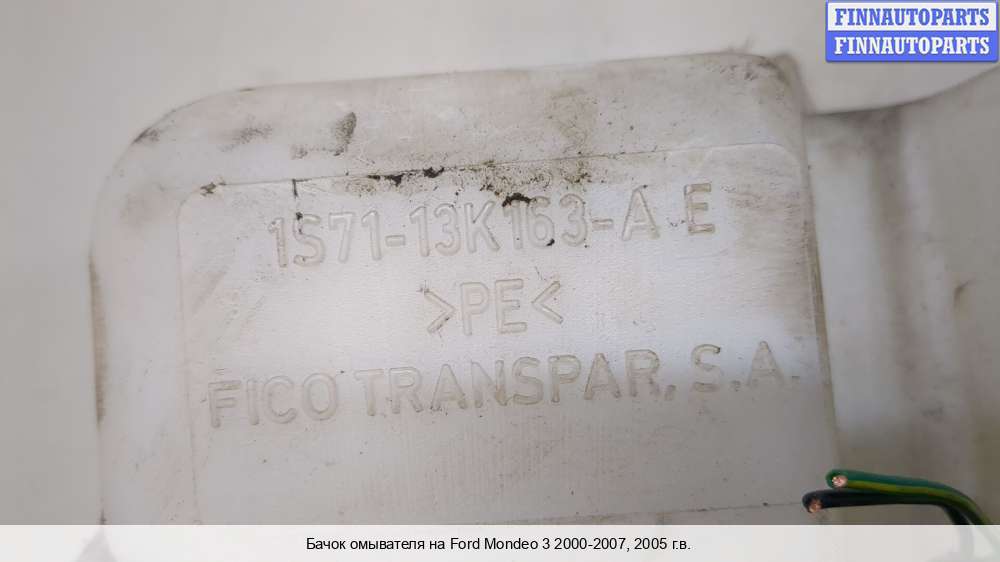 FINNAUTOPARTS
FINNAUTOPARTS
1S71-13K163-A E
>PE<
FICO TRANSPAR, S.A.
Бачок омывателя на Ford Mondeo 3 2000-2007, 2005 г.в.